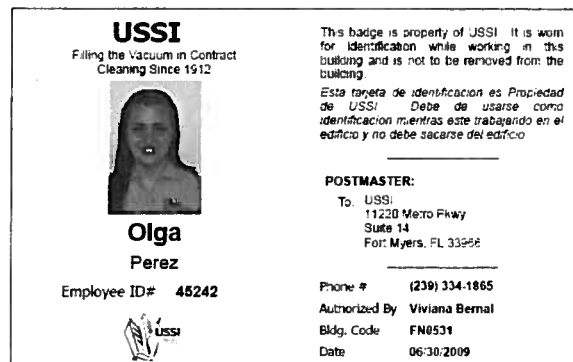 USSI
Filling the Vacuum in Contract
Cleaning Since 1912
Olga
Perez
Employee ID# 45242
USSI
This badge is property of USSI It is worn
for identification while working in this
building and is not to be removed from the
building.
Esta tarjeta de identificacion es Propiedad
de USSI Debe de usarse como
identificacion mientras este trabajando en el
edificio y no debe sacarse del edificio
POSTMASTER:
To. USSI
11220 Metro Pkwy
Suite 14
Fort Myers, FL 33966
Phone # (239) 334-1865
Authorized By Viviana Bernal
Bldg. Code FN0531
Date 06/30/2009